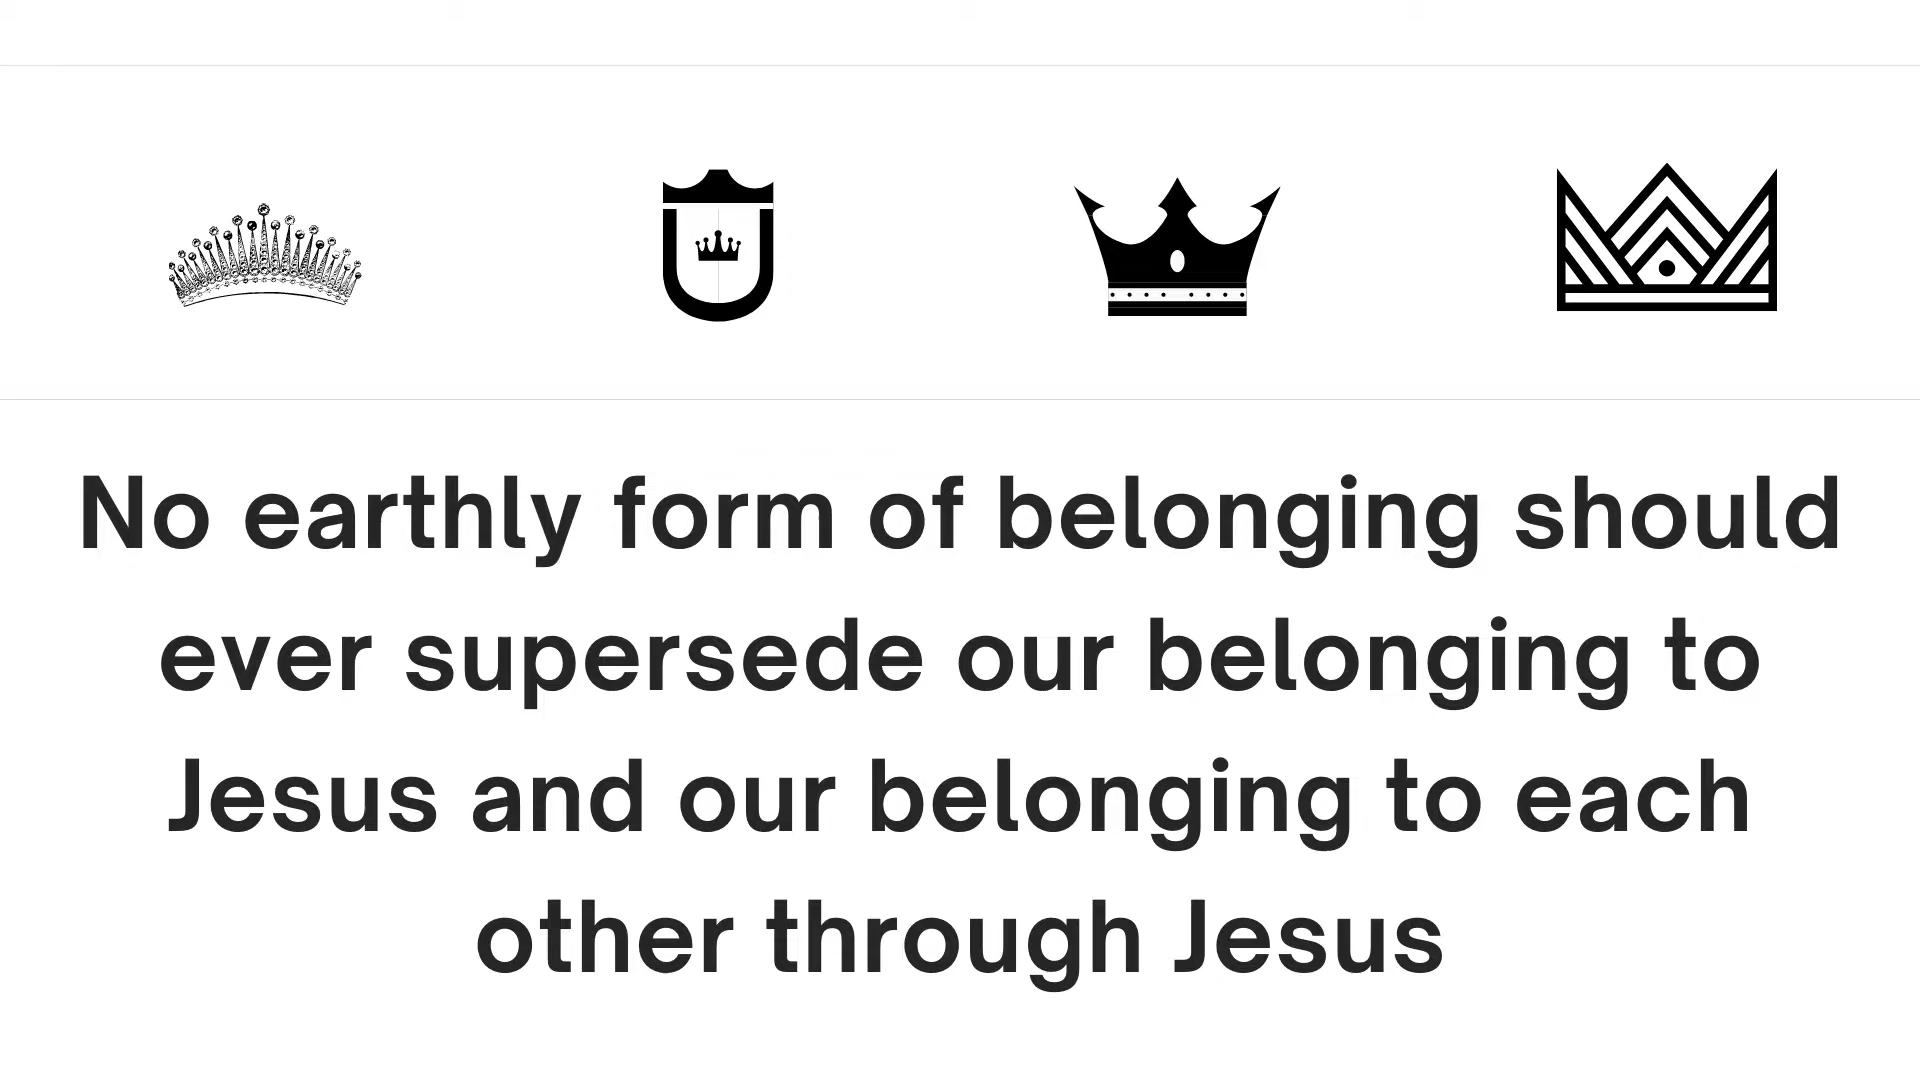 No earthly form of belonging should
ever supersede our belonging to
Jesus and our belonging to each
other through Jesus